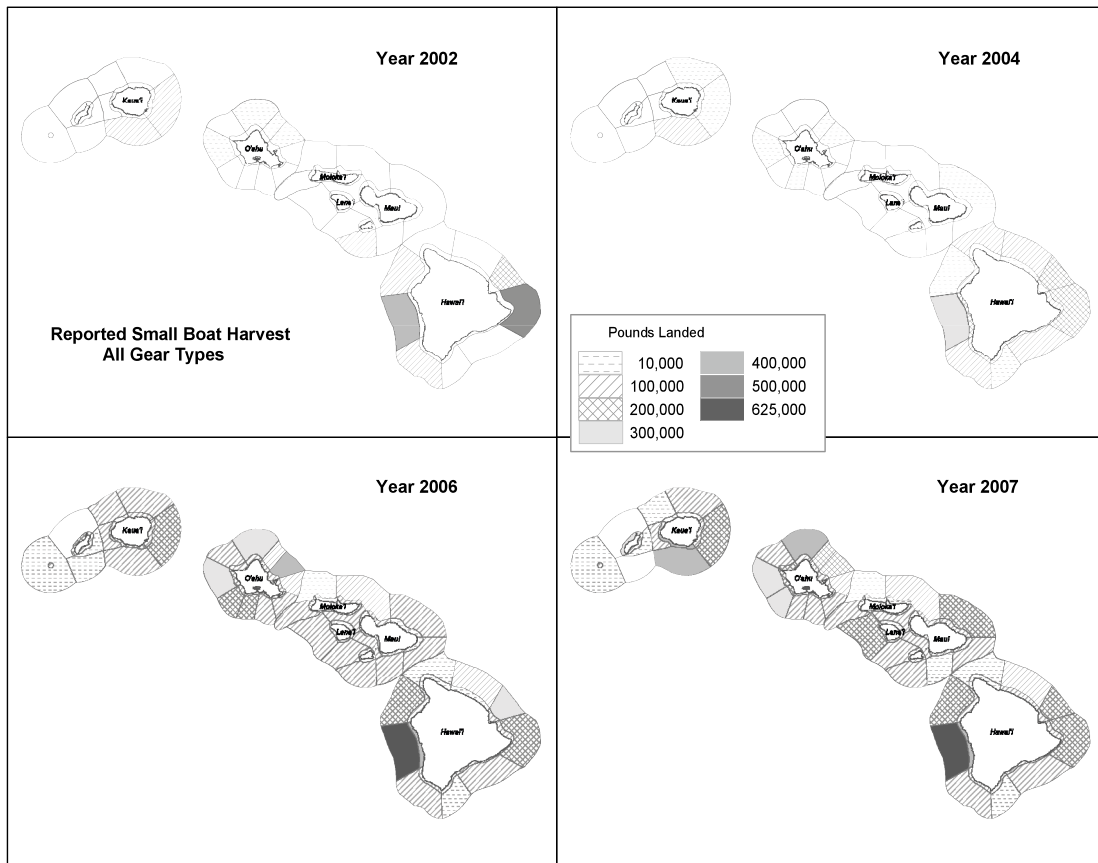 Year 2002
Kaua'i
O'ahu
Moloka'i
Lana'i
Maui
Hawai'i
Reported Small Boat Harvest
All Gear Types
Year 2004
Kaua'i
O'ahu
Moloka'i
Lana'i
Maui
Hawai'i
Pounds Landed
10,000
100,000
200,000
300,000
400,000
500,000
625,000
Year 2006
Kaua'i
O'ahu
Moloka'i
Lana'i
Maui
Hawai'i
Year 2007
Kaua'i
O'ahu
Moloka'i
Lana'i
Maui
Hawai'i